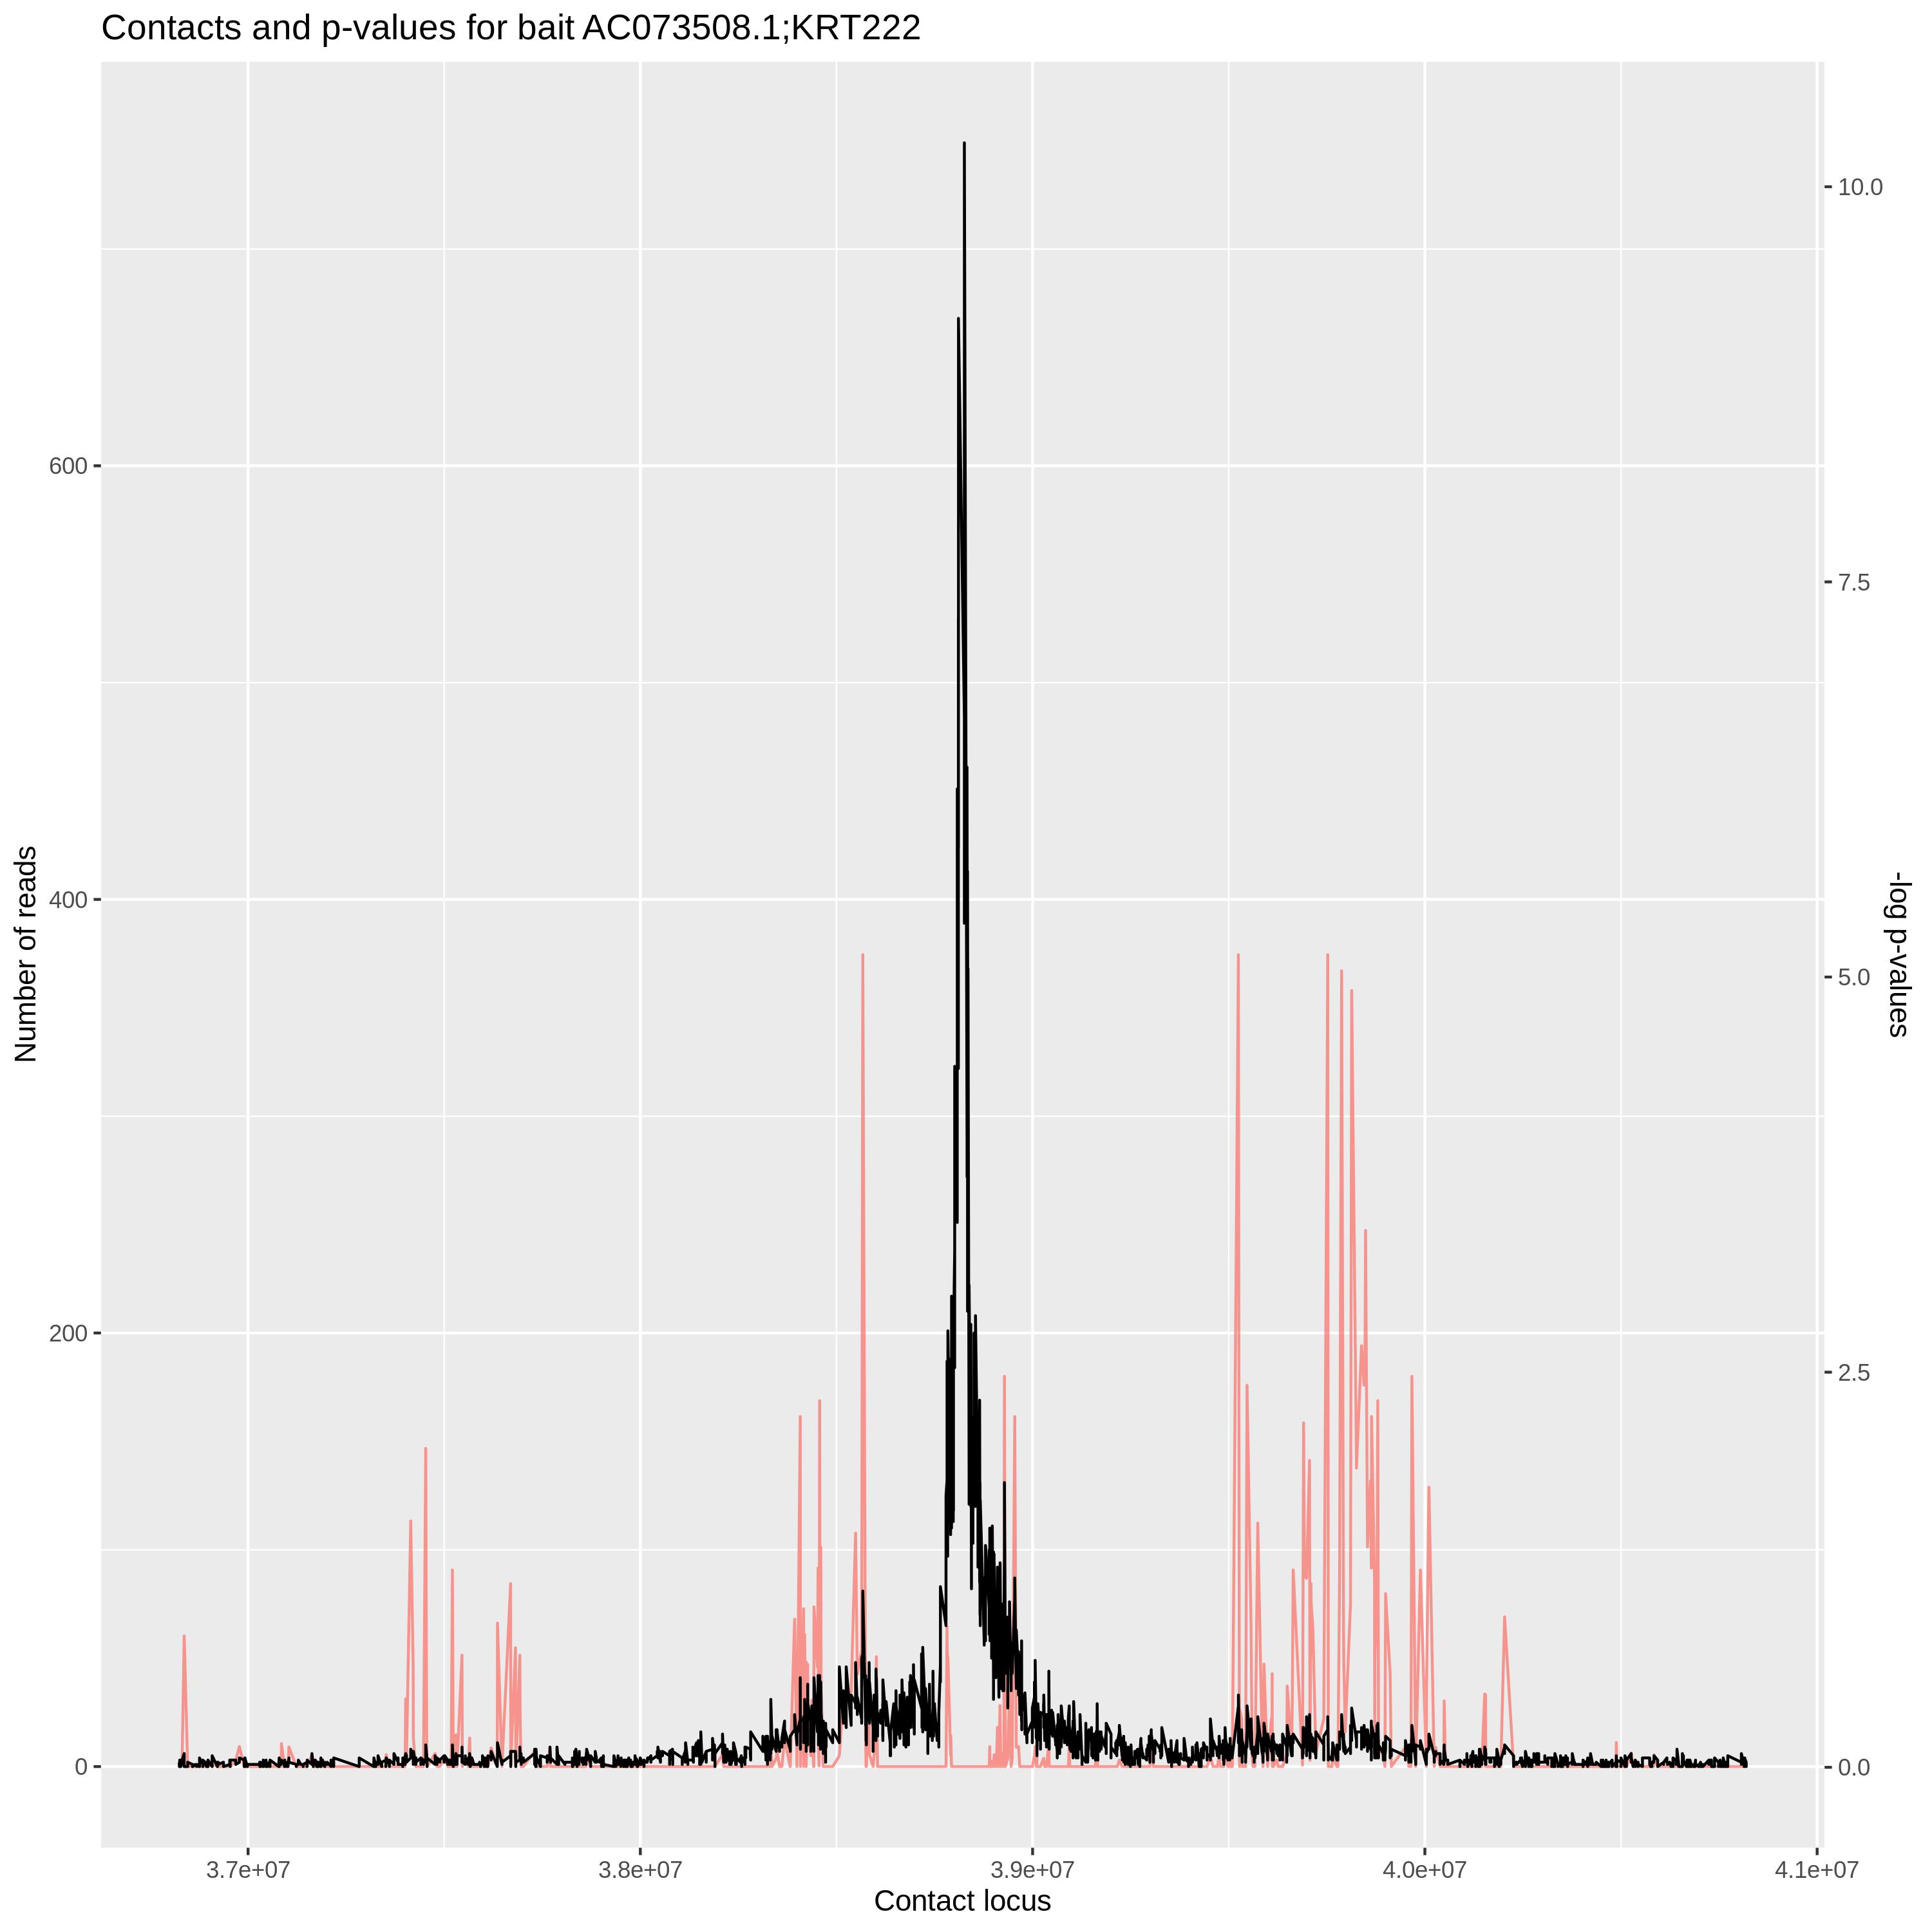 Contacts and p-values for bait AC073508.1;KRT222
Number of reads
600
400
200
0
10.0
7.5
5.0
2.5
0.0
-log p-values
3.7e+07
3.8e+07
3.9e+07
4.0e+07
4.1e+07
Contact locus